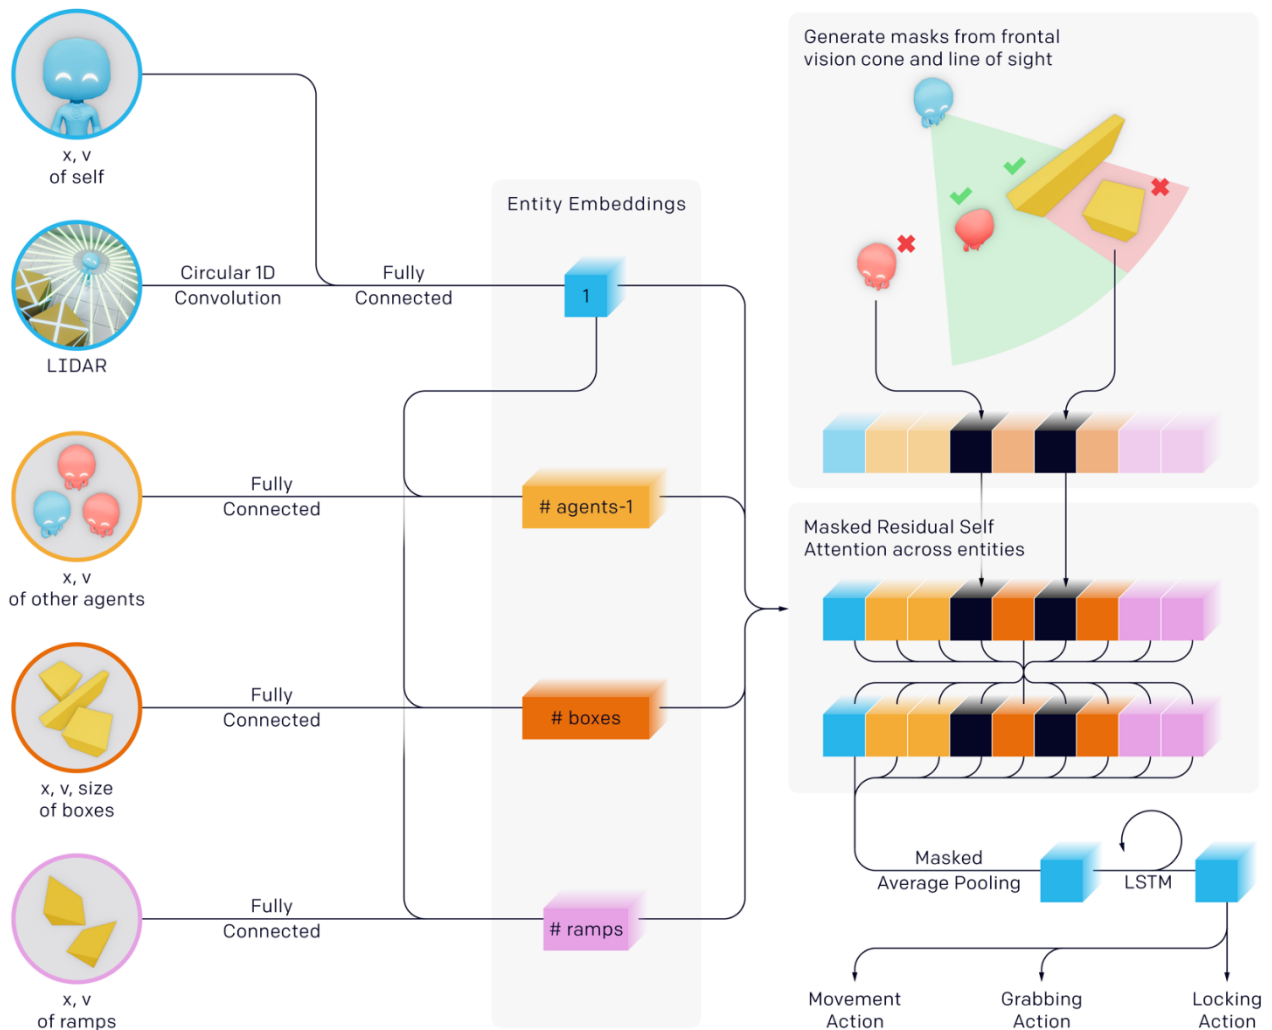 x, v
of self
Circular 1D
Convolution
Fully
Connected
LIDAR
Fully
Connected
x, v
of other agents
Fully
Connected
x, v, size
of boxes
Fully
Connected
x, v
of ramps
Entity Embeddings
1
# agents-1
# boxes
# ramps
Generate masks from frontal
vision cone and line of sight
Masked Residual Self
Attention across entities
Masked
Average Pooling
LSTM
Movement
Action
Grabbing
Action
Locking
Action